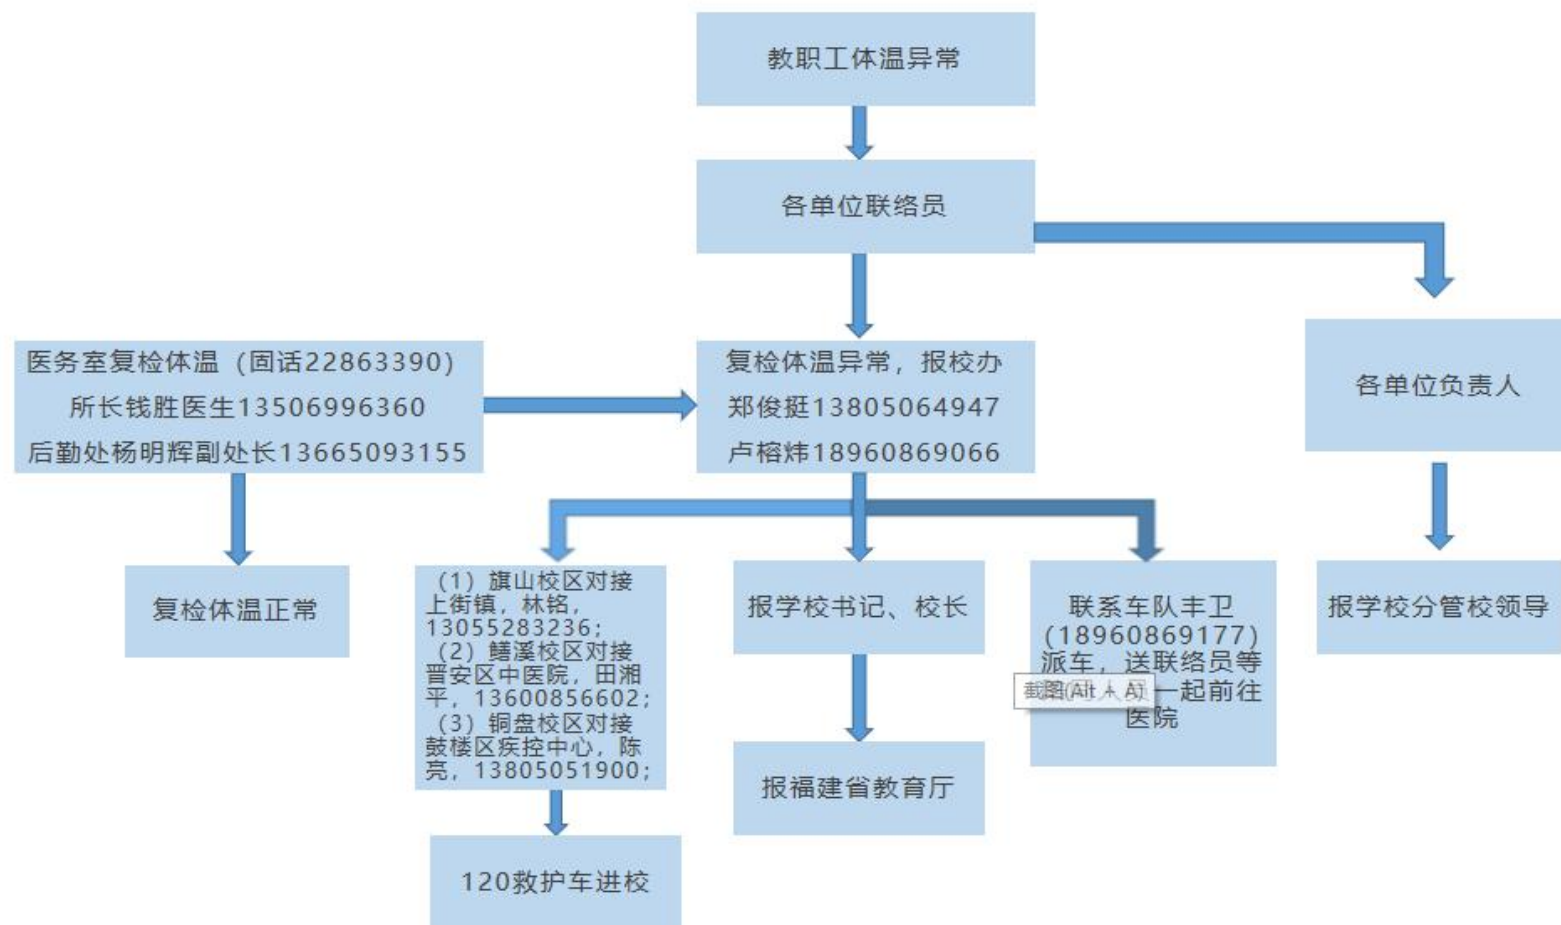 教职工体温异常
各单位联络员
医务室复检体温（固话22863390）
所长钱胜医生13506996360
后勤处杨明辉副处长13665093155
复检体温异常，报校办
郑俊挺13805064947
卢榕炜18960869066
各单位负责人
复检体温正常
（1）旗山校区对接
上街镇，林铭，
13055283236；
（2）鳝溪校区对接
晋安区中医院，田湘
平，13600856602；
（3）铜盘校区对接
鼓楼区疾控中心，陈
亮，13805051900；
报学校书记、校长
联系车队丰卫
(18960869177)
派车，送联络员等
一起前往
医院
截图(Alt + A)
报学校分管校领导
报福建省教育厅
120救护车进校